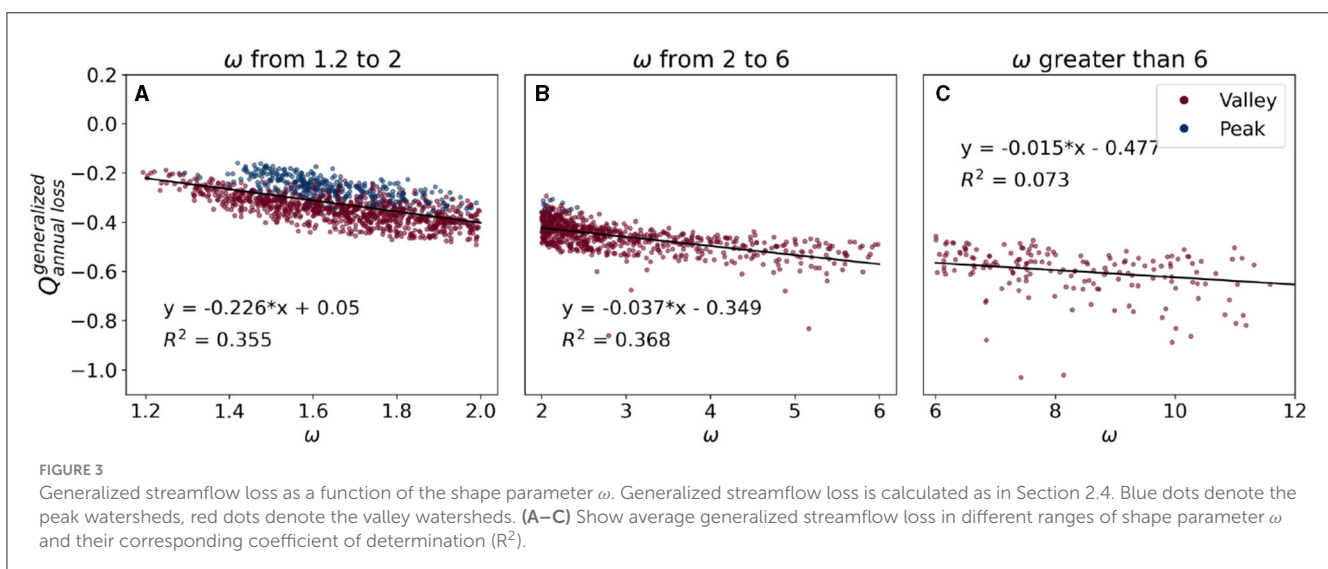 ω from 1.2 to 2
ω from 2 to 6
ω greater than 6
A
B
C
Valley
Peak
Q generalized annual loss
0.2
0.0
−0.2
−0.4
−0.6
−0.8
−1.0
y = -0.226*x + 0.05
R² = 0.355
y = -0.037*x - 0.349
R² = 0.368
y = -0.015*x - 0.477
R² = 0.073
1.2 1.4 1.6 1.8 2.0
2 3 4 5 6
6 8 10 12
ω
ω
ω
FIGURE 3
Generalized streamflow loss as a function of the shape parameter ω. Generalized streamflow loss is calculated as in Section 2.4. Blue dots denote the
peak watersheds, red dots denote the valley watersheds. (A–C) Show average generalized streamflow loss in different ranges of shape parameter ω
and their corresponding coefficient of determination (R²).